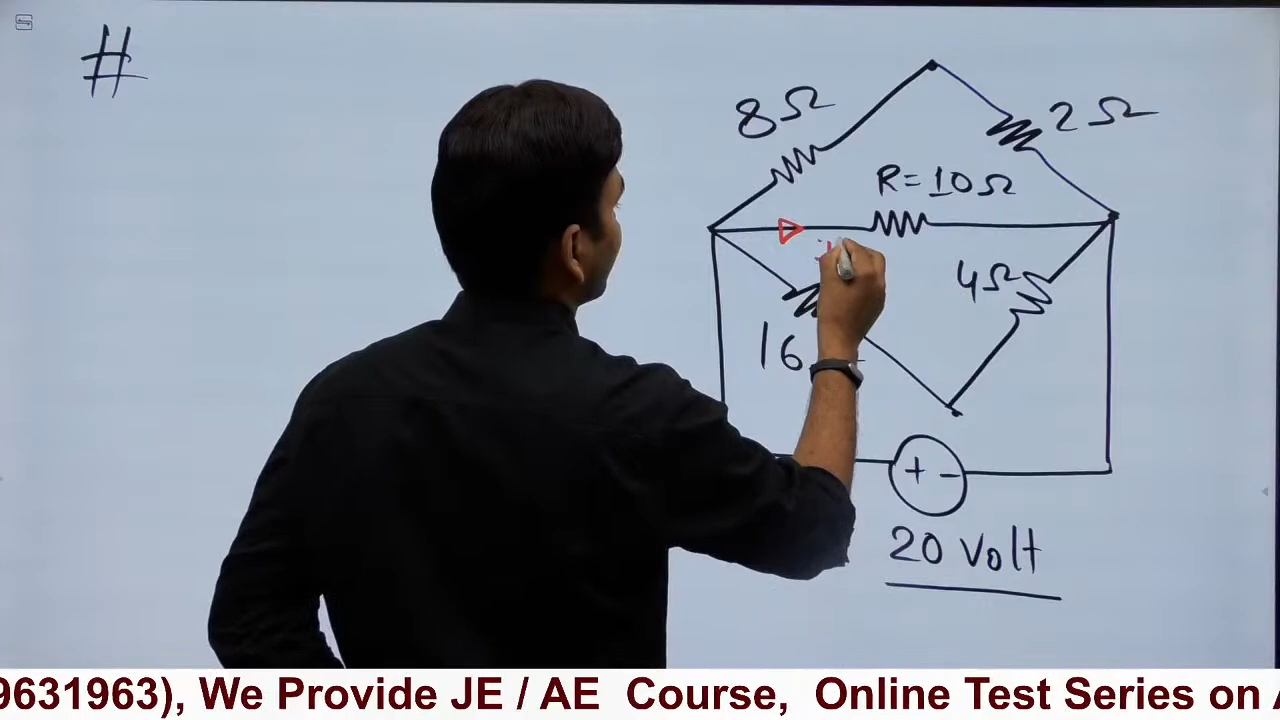 #
8Ω
2Ω
R=10Ω
4Ω
16
+ -
20 Volt
9631963), We Provide JE / AE Course, Online Test Series on